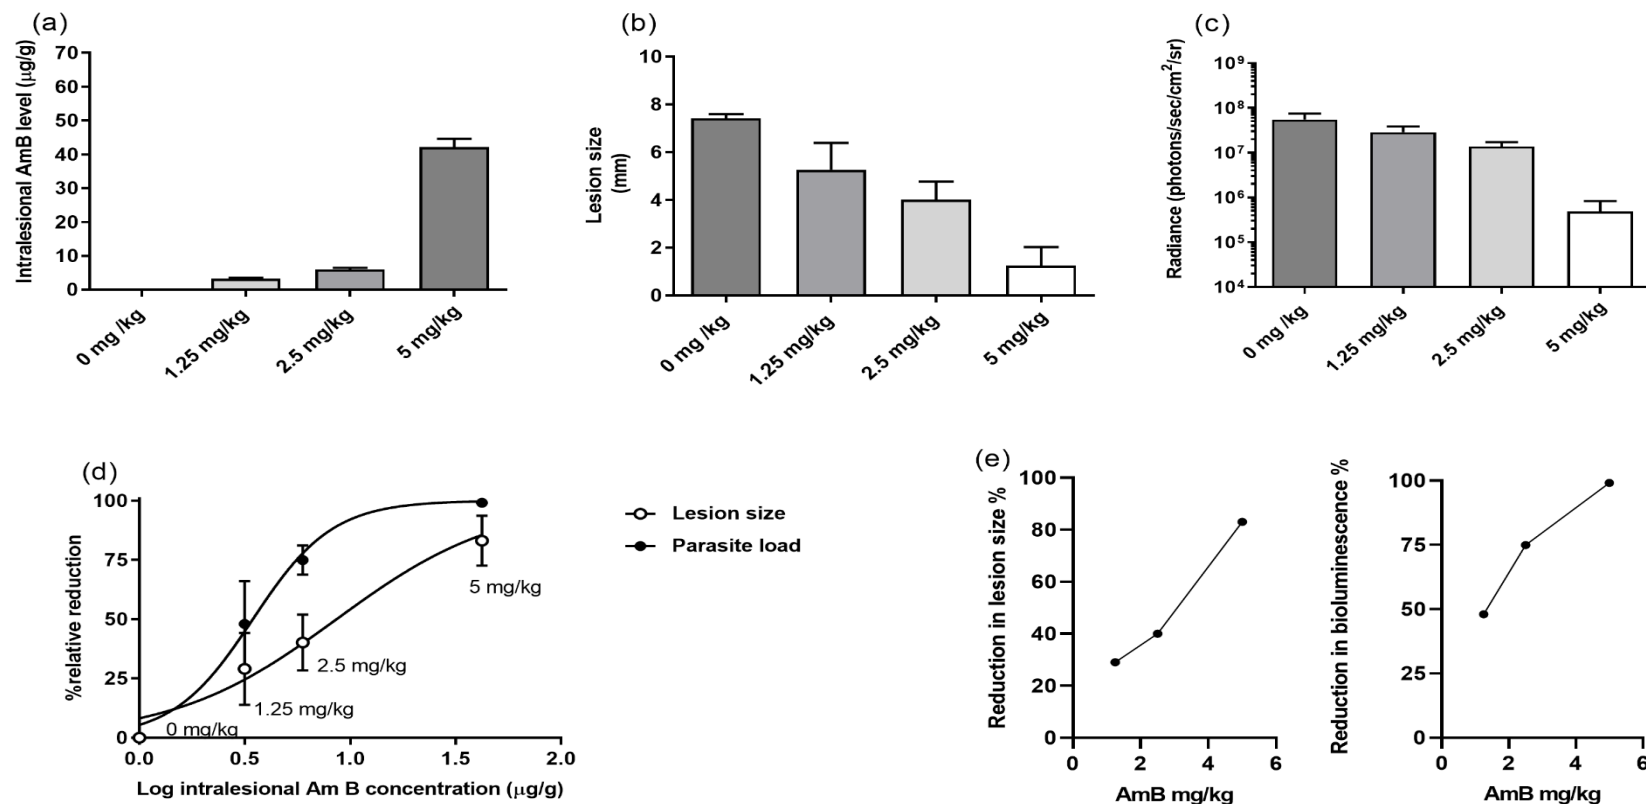 (a)
Intralesional AmB level (μg/g)
70
60
50
40
30
20
10
0
0 mg /kg
1.25 mg/kg
2.5 mg/kg
5 mg/kg
(b)
Lesion size
(mm)
10
8
6
4
2
0
0 mg /kg
1.25 mg/kg
2.5 mg/kg
5 mg/kg
(c)
Radiance (photons/sec/cm²/sr)
10⁹
10⁸
10⁷
10⁶
10⁵
10⁴
0 mg /kg
1.25 mg/kg
2.5 mg/kg
5 mg/kg
(d)
%relative reduction
100
75
50
25
0
0 mg/kg
1.25 mg/kg
2.5 mg/kg
5 mg/kg
0.5
1.0
1.5
2.0
Log intralesional Am B concentration (μg/g)
Lesion size
Parasite load
(e)
Reduction in lesion size %
100
80
60
40
20
0
0
2
4
6
AmB mg/kg
Reduction in bioluminescence %
100
75
50
25
0
0
2
4
6
AmB mg/kg